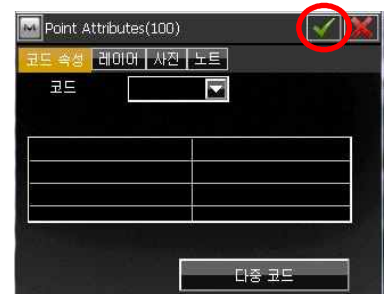 Point Attributes(100)
코드 속성 레이어 사진 노트
코드
다중 코드